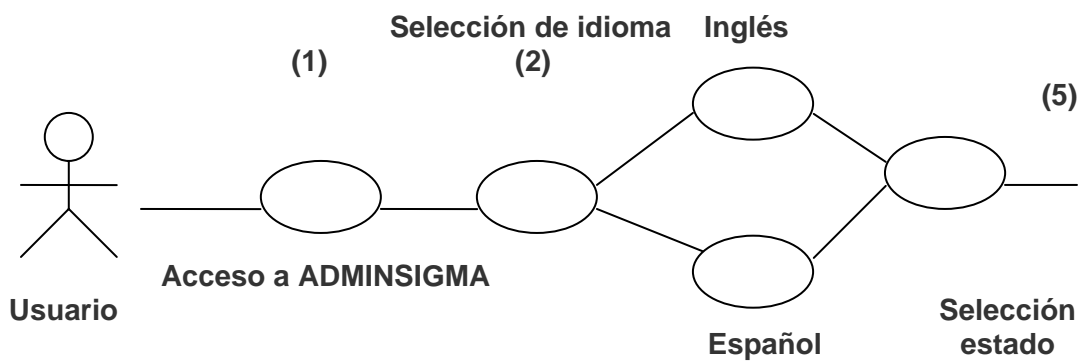 Selección de idioma Inglés
(1) (2)
(5)
Acceso a ADMINSIGMA
Usuario
Selección
estado
Español